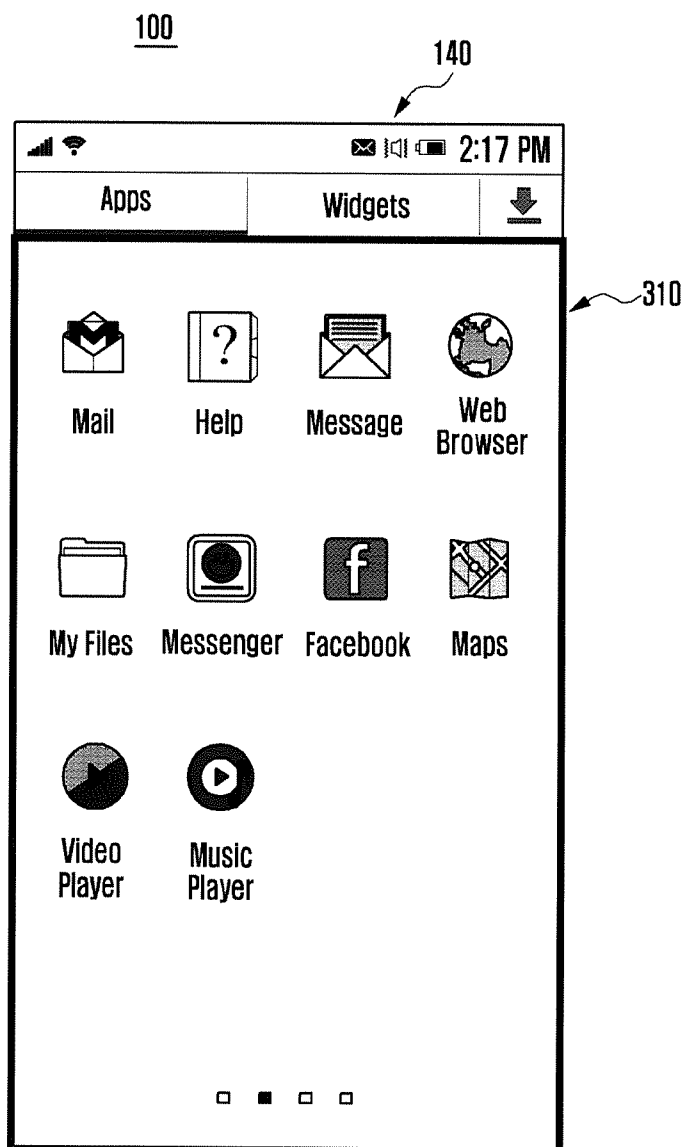 100
140
2:17 PM
Apps Widgets
310
?
Mail Help Message Web Browser
f
My Files Messenger Facebook Maps
Video Player Music Player